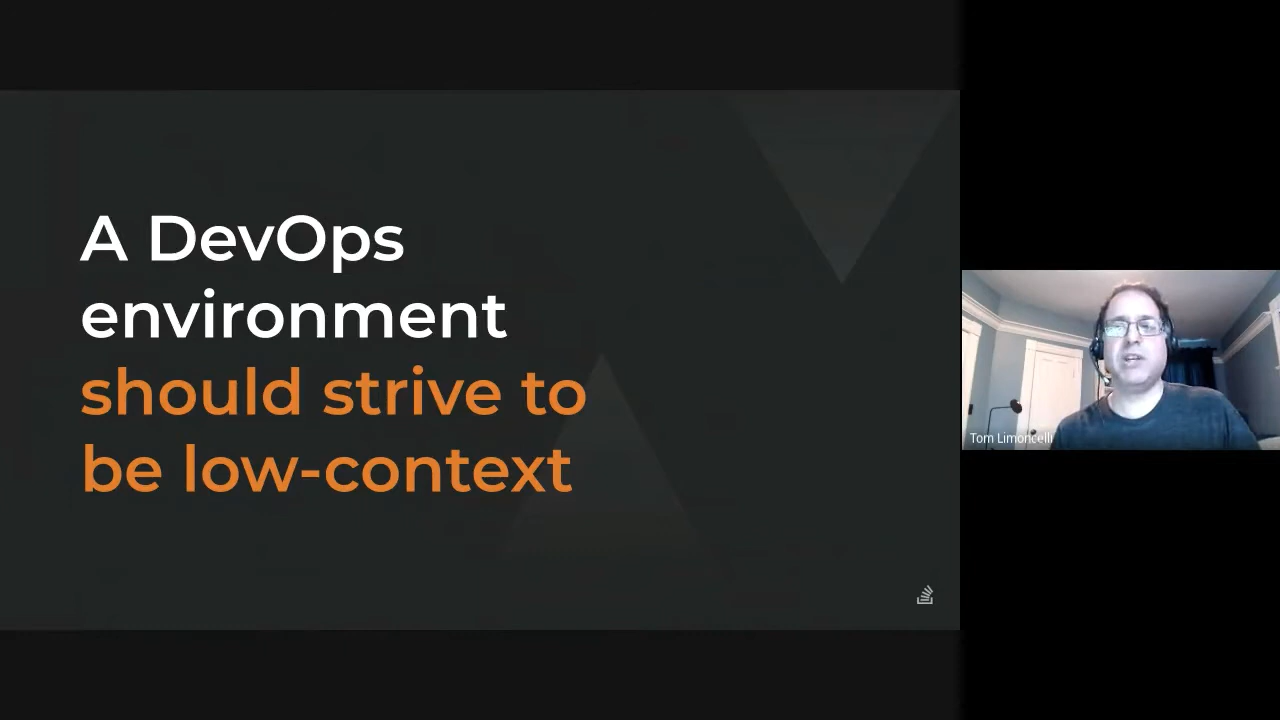 A DevOps
environment
should strive to
be low-context
Tom Limoncelli